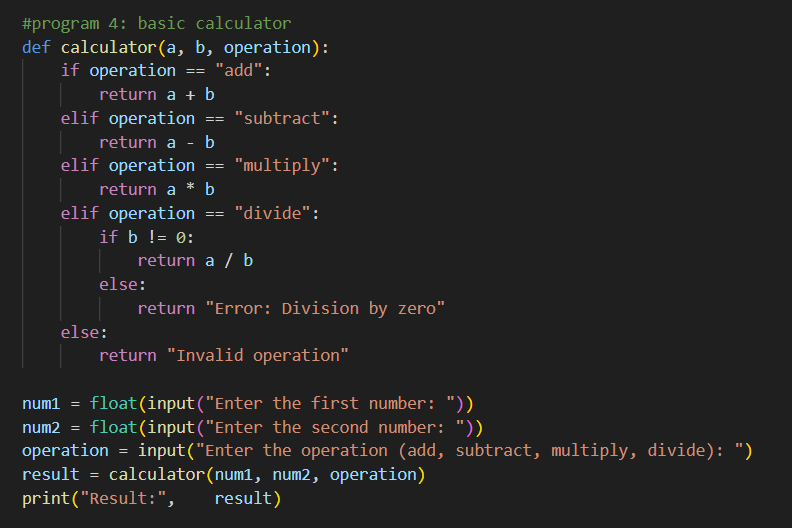 #program 4: basic calculator
def calculator(a, b, operation):
    if operation == "add":
        return a + b
    elif operation == "subtract":
        return a - b
    elif operation == "multiply":
        return a * b
    elif operation == "divide":
        if b != 0:
            return a / b
        else:
            return "Error: Division by zero"
    else:
        return "Invalid operation"

num1 = float(input("Enter the first number: "))
num2 = float(input("Enter the second number: "))
operation = input("Enter the operation (add, subtract, multiply, divide): ")
result = calculator(num1, num2, operation)
print("Result:",    result)